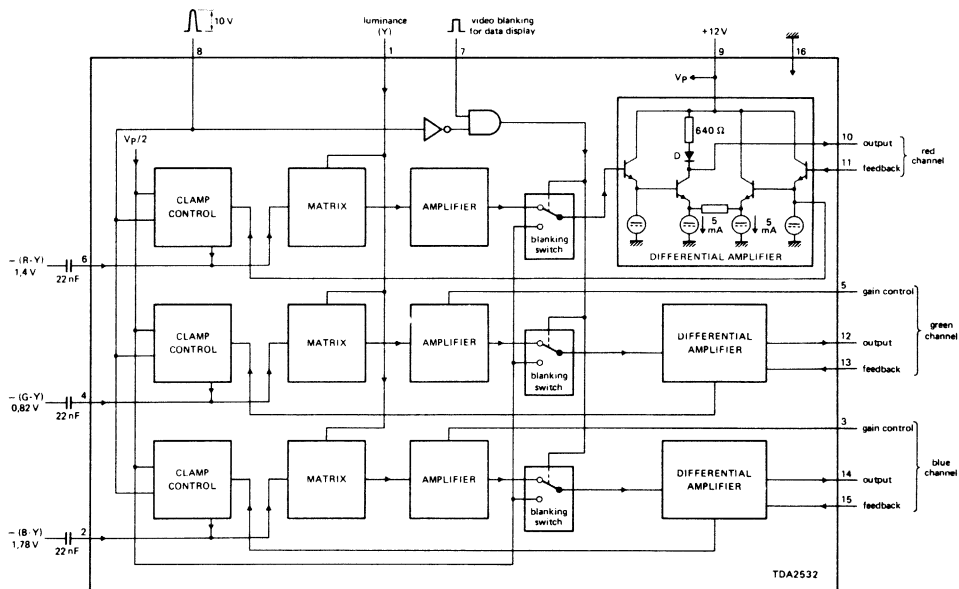 10 V
luminance
(Y)
video blanking
for data display
+12V
8
1
7
9
16
Vp
Vp/2
640 Ω
D
10
output
11
feedback
red
channel
CLAMP
CONTROL
MATRIX
AMPLIFIER
blanking
switch
5
mA
5
mA
DIFFERENTIAL AMPLIFIER
6
-(R-Y)
1,4 V
22 nF
5
gain control
CLAMP
CONTROL
MATRIX
AMPLIFIER
blanking
switch
DIFFERENTIAL
AMPLIFIER
12
output
13
feedback
green
channel
4
-(G-Y)
0,82 V
22 nF
3
gain control
CLAMP
CONTROL
MATRIX
AMPLIFIER
blanking
switch
DIFFERENTIAL
AMPLIFIER
14
output
15
feedback
blue
channel
2
-(B-Y)
1,78 V
22 nF
TDA2532